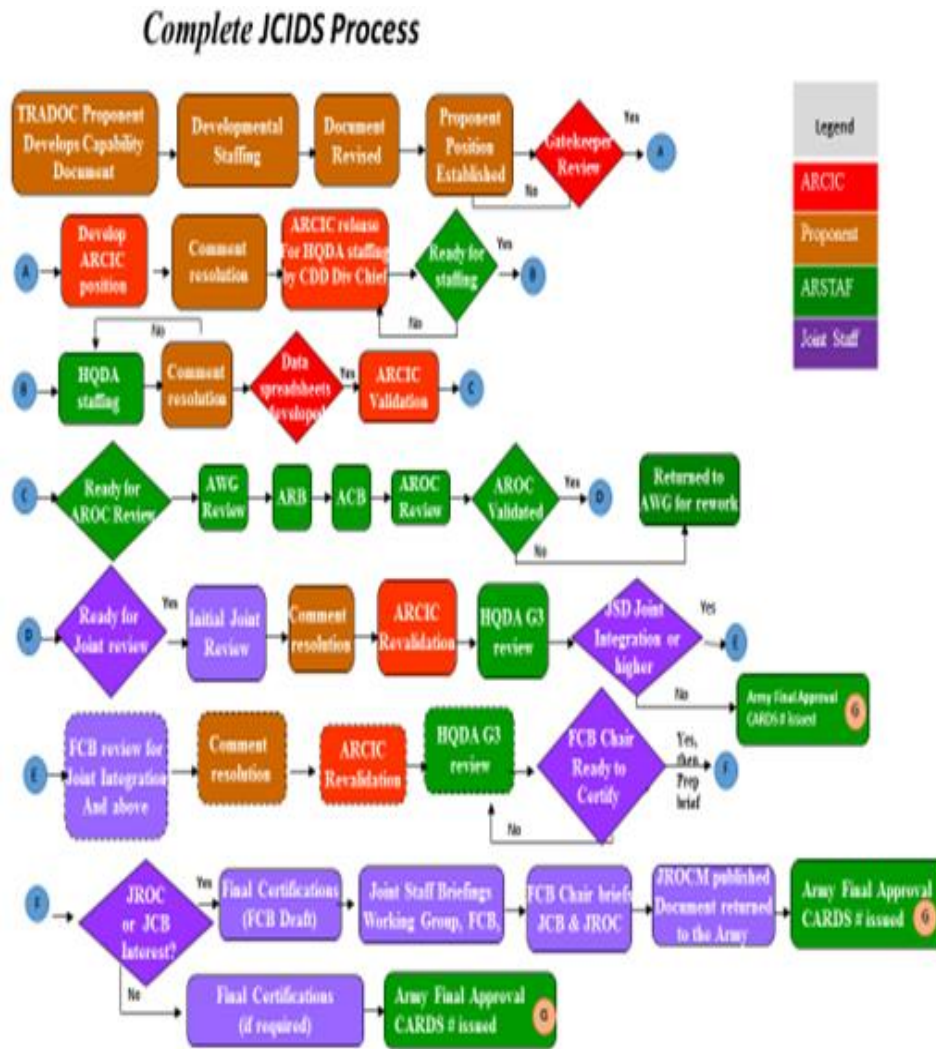 Complete JCIDS Process
TRADOC Proponent
Develops Capability
Document
Developmental
Staffing
Document
Revised
Proponent
Position
Established
No
Gatekeeper
Review
Yes
A
Legend
ARCIC
Proponent
ARSTAF
Joint Staff
A
Develop
ARCIC
position
Comment
resolution
ARCIC release
For HQDA staffing
by CDD Div Chief
Ready for
staffing
Yes
B
No
No
B
HQDA
staffing
Comment
resolution
Data
spreadsheets
developed
Yes
ARCIC
Validation
C
C
Ready for
AROC Review
AWG
Review
ARB
ACB
AROC
Review
AROC
Validated
Yes
D
No
Returned to
AWG for rework
D
Ready for
Joint review
Yes
Initial Joint
Review
Comment
resolution
ARCIC
Revalidation
HQDA G3
review
JSD Joint
Integration or
higher
Yes
E
No
Army Final Approval
CARDS # issued
G
E
FCB review for
Joint Integration
And above
Comment
resolution
ARCIC
Revalidation
HQDA G3
review
FCB Chair
Ready to
Certify
Yes,
then
Prep
brief
F
No
F
JROC
or JCB
Interest?
Yes
Final Certifications
(FCB Draft)
Joint Staff Briefings
Working Group, FCB,
FCB Chair briefs
JCB & JROC
JROCM published
Document returned
to the Army
Army Final Approval
CARDS # issued
G
No
Final Certifications
(if required)
Army Final Approval
CARDS # issued
G